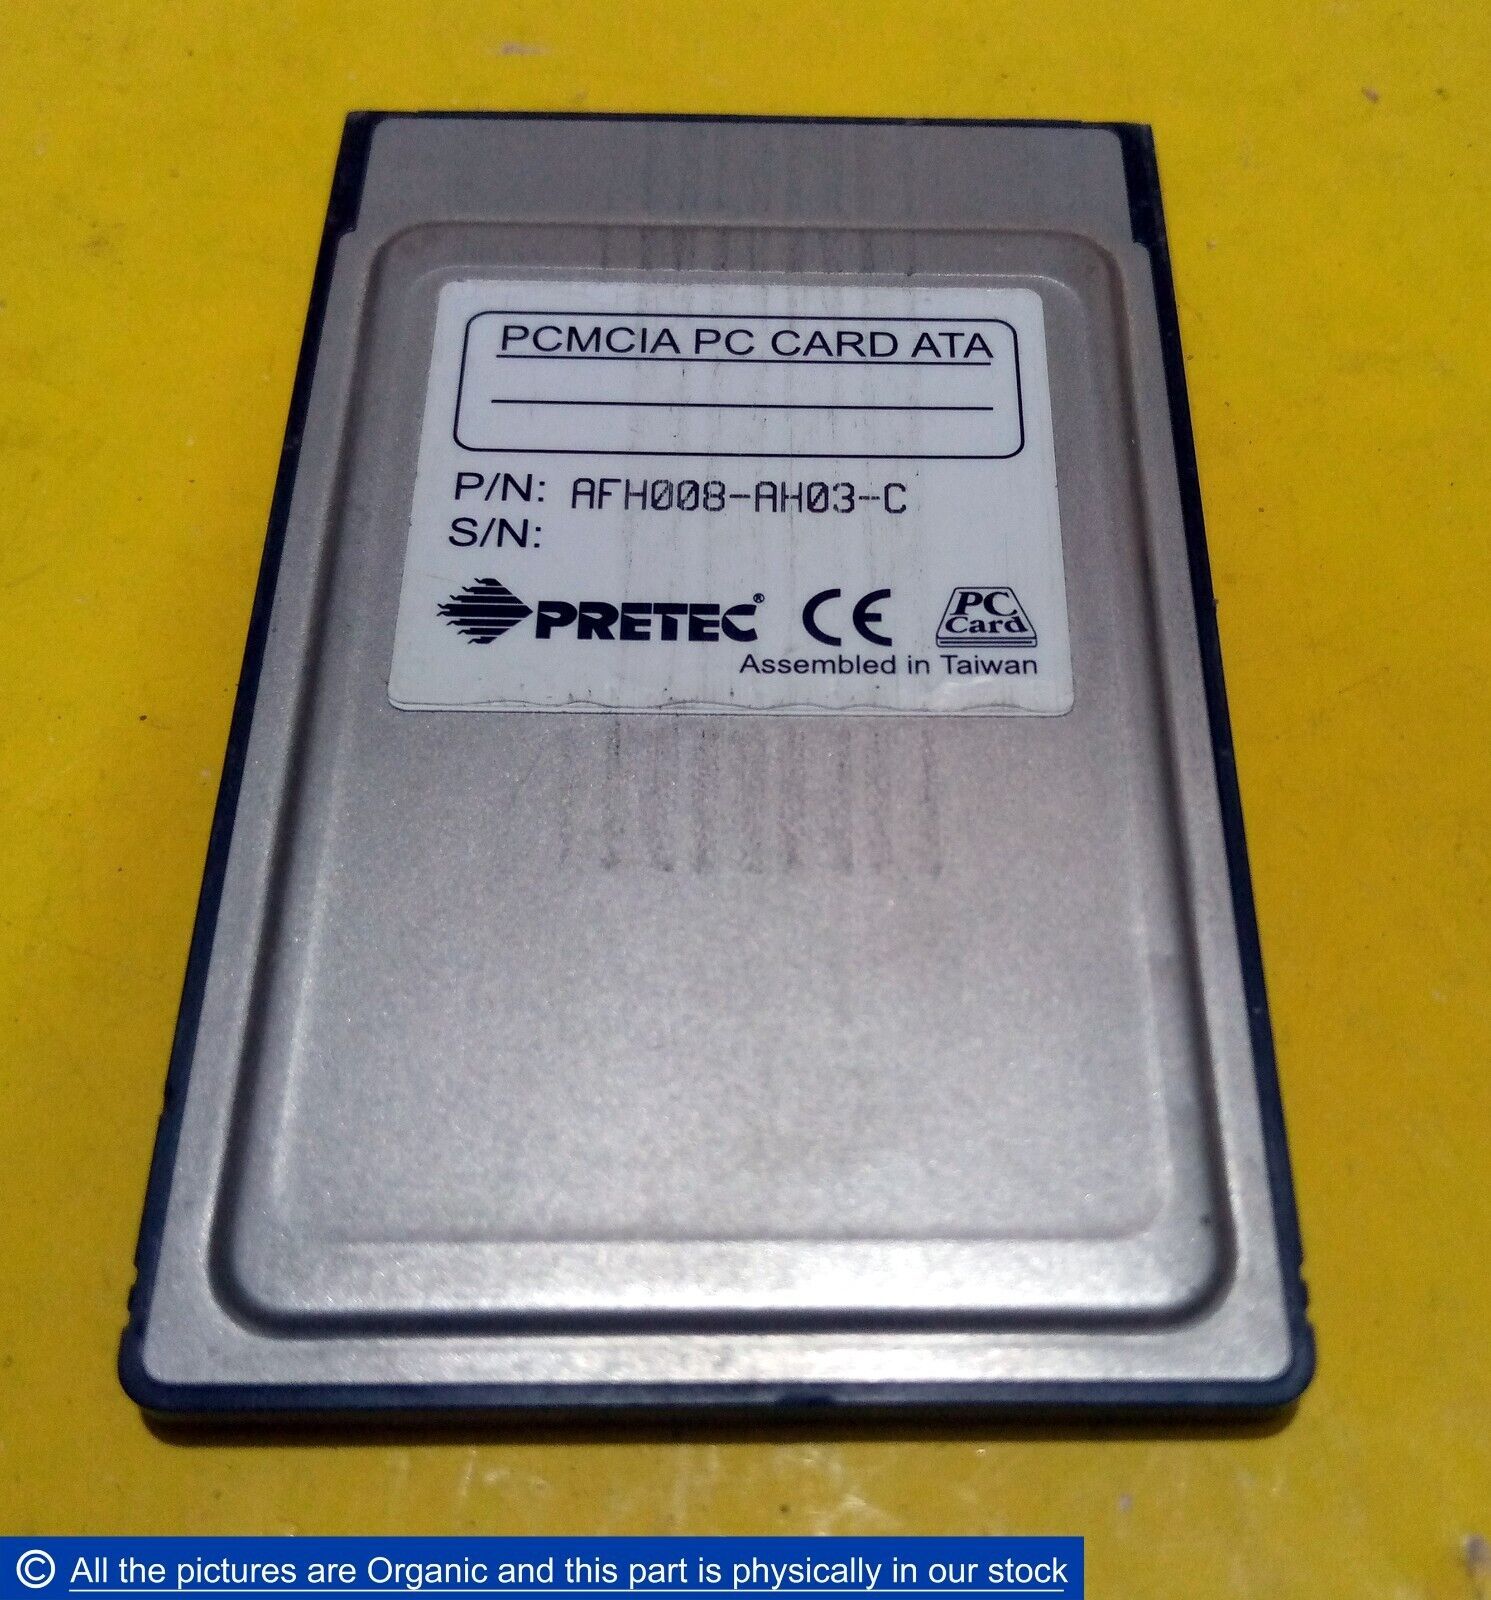 PCMCIA PC CARD ATA
P/N: AFH008-AH03-C
S/N:
PRETEC® CE PC Card
Assembled in Taiwan
© All the pictures are Organic and this part is physically in our stock